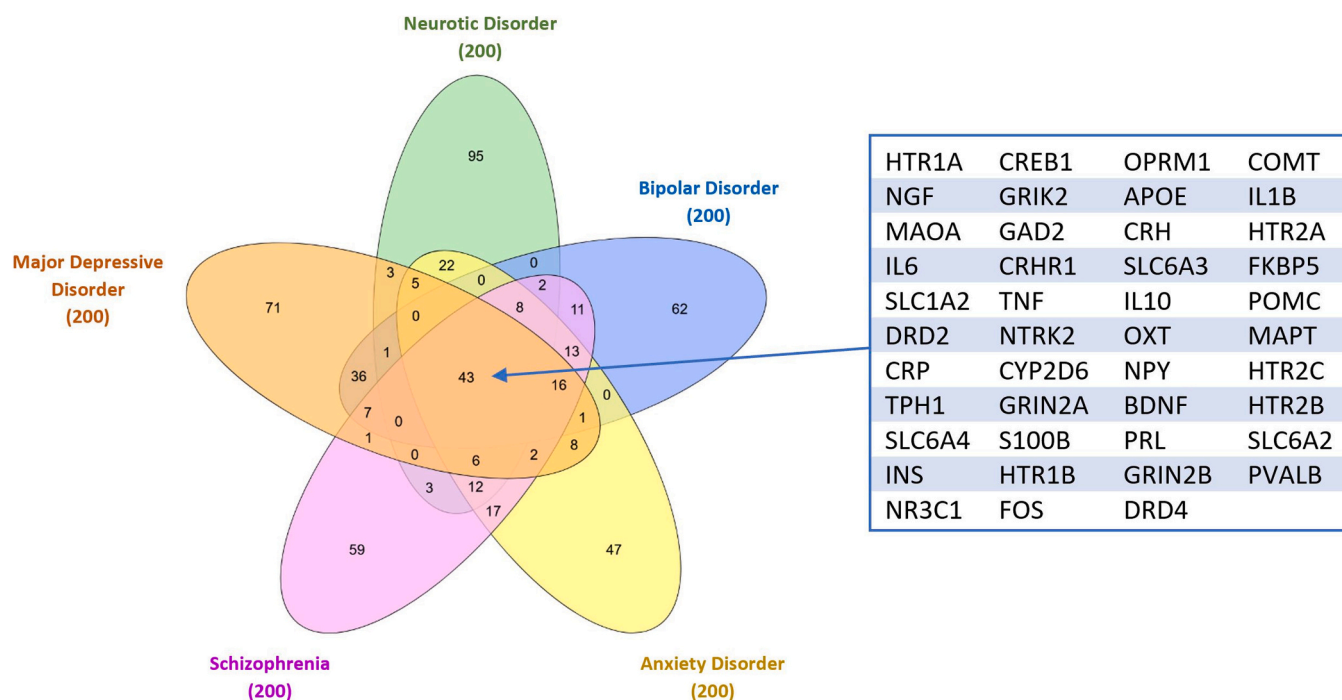 Neurotic Disorder
(200)
95
Bipolar Disorder
(200)
Major Depressive
Disorder
(200)
3
5
22
0
0
2
71
0
8
11
62
1
13
36
43
16
0
7
0
1
1
8
0
6
2
3
12
17
59
47
Schizophrenia
(200)
Anxiety Disorder
(200)
HTR1A CREB1 OPRM1 COMT
NGF GRIK2 APOE IL1B
MAOA GAD2 CRH HTR2A
IL6 CRHR1 SLC6A3 FKBP5
SLC1A2 TNF IL10 POMC
DRD2 NTRK2 OXT MAPT
CRP CYP2D6 NPY HTR2C
TPH1 GRIN2A BDNF HTR2B
SLC6A4 S100B PRL SLC6A2
INS HTR1B GRIN2B PVALB
NR3C1 FOS DRD4